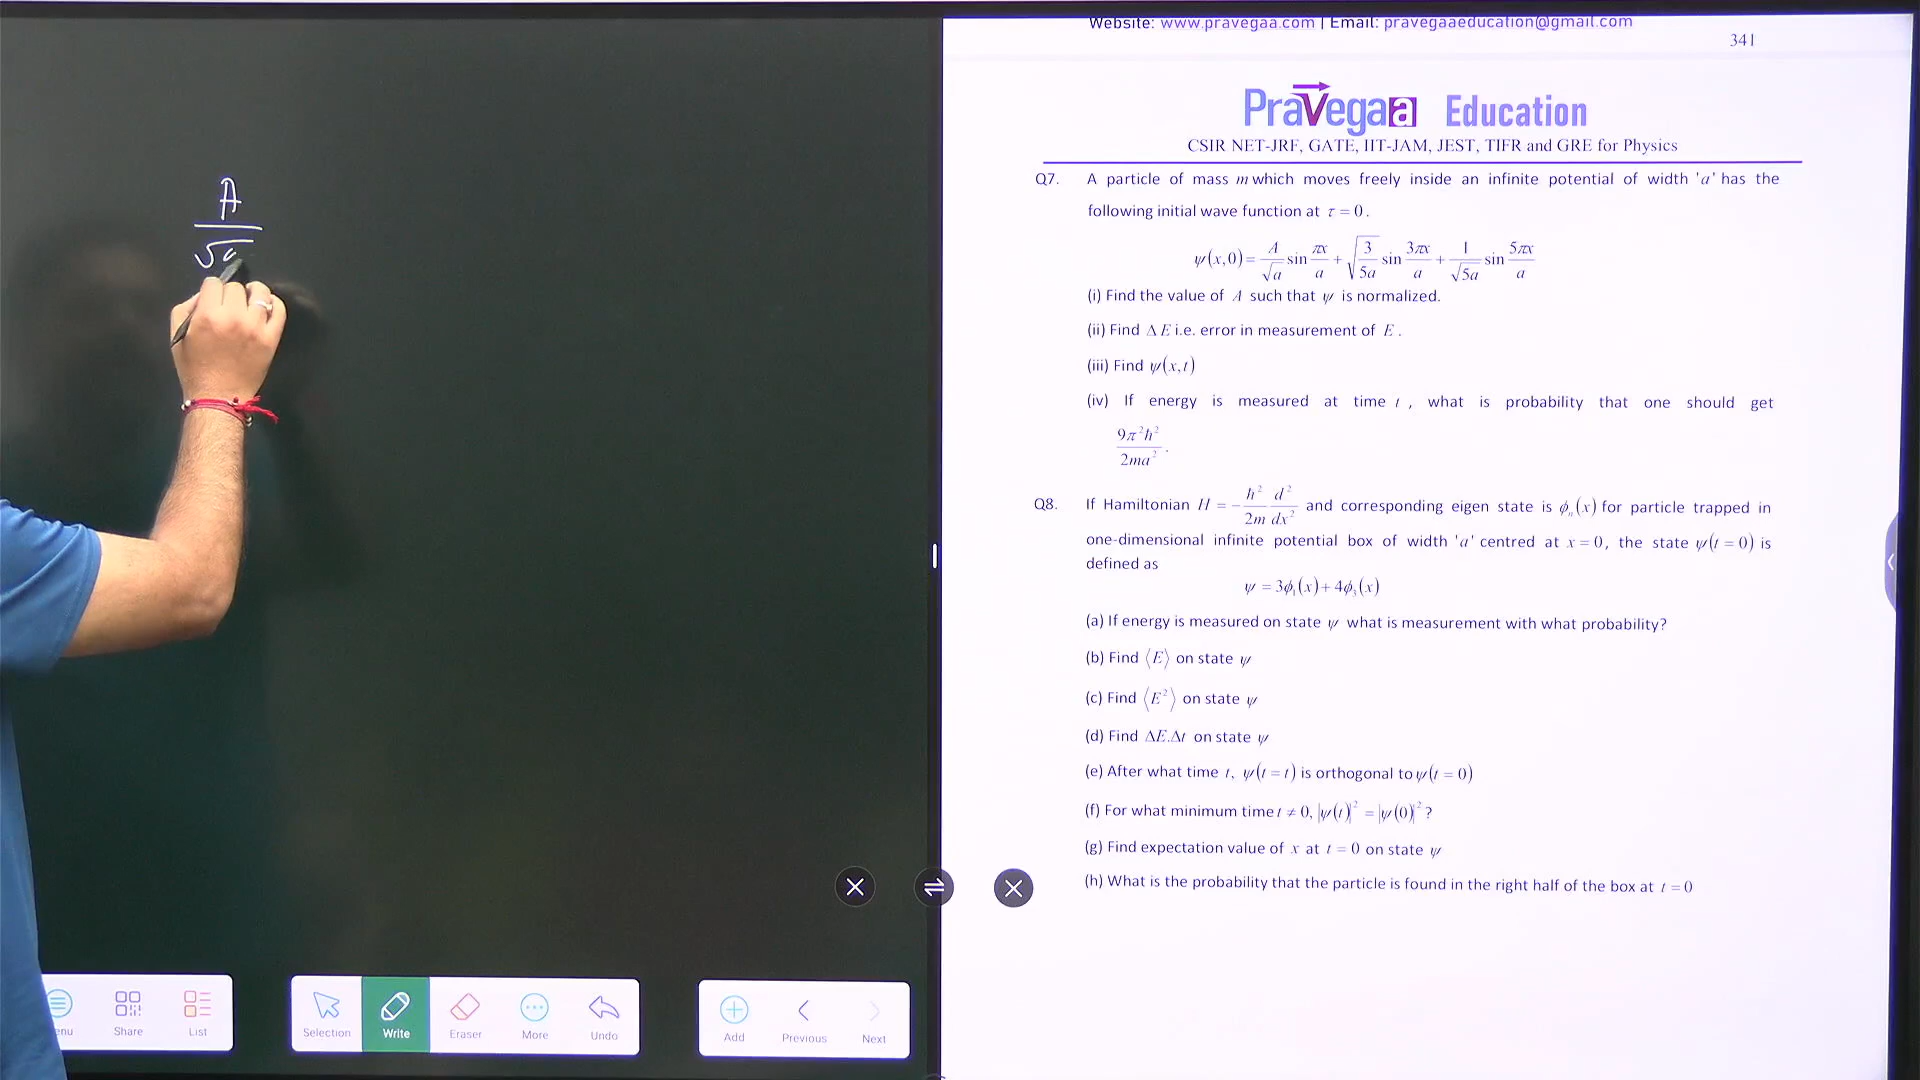 A
√a
Website: www.pravegaa.com | Email: pravegaaeducation@gmail.com
341
Pravegaa Education
CSIR NET-JRF, GATE, IIT-JAM, JEST, TIFR and GRE for Physics
Q7. A particle of mass m which moves freely inside an infinite potential of width 'a' has the
following initial wave function at τ = 0.
ψ(x,0) = A/√a sin πx/a + √(3/5a) sin 3πx/a + 1/√5a sin 5πx/a
(i) Find the value of A such that ψ is normalized.
(ii) Find ΔE i.e. error in measurement of E.
(iii) Find ψ(x,t)
(iv) If energy is measured at time t, what is probability that one should get
9π²ħ²/2ma².
Q8. If Hamiltonian H = −ħ²/2m d²/dx² and corresponding eigen state is ϕₙ(x) for particle trapped in
one-dimensional infinite potential box of width 'a' centred at x = 0, the state ψ(t = 0) is
defined as
ψ = 3ϕ₁(x) + 4ϕ₃(x)
(a) If energy is measured on state ψ what is measurement with what probability?
(b) Find ⟨E⟩ on state ψ
(c) Find ⟨E²⟩ on state ψ
(d) Find ΔE.Δt on state ψ
(e) After what time t, ψ(t = t) is orthogonal to ψ(t = 0)
(f) For what minimum time t ≠ 0, |ψ(t)|² = |ψ(0)|²?
(g) Find expectation value of x at t = 0 on state ψ
(h) What is the probability that the particle is found in the right half of the box at t = 0
enu Share List Selection Write Eraser More Undo Add Previous Next